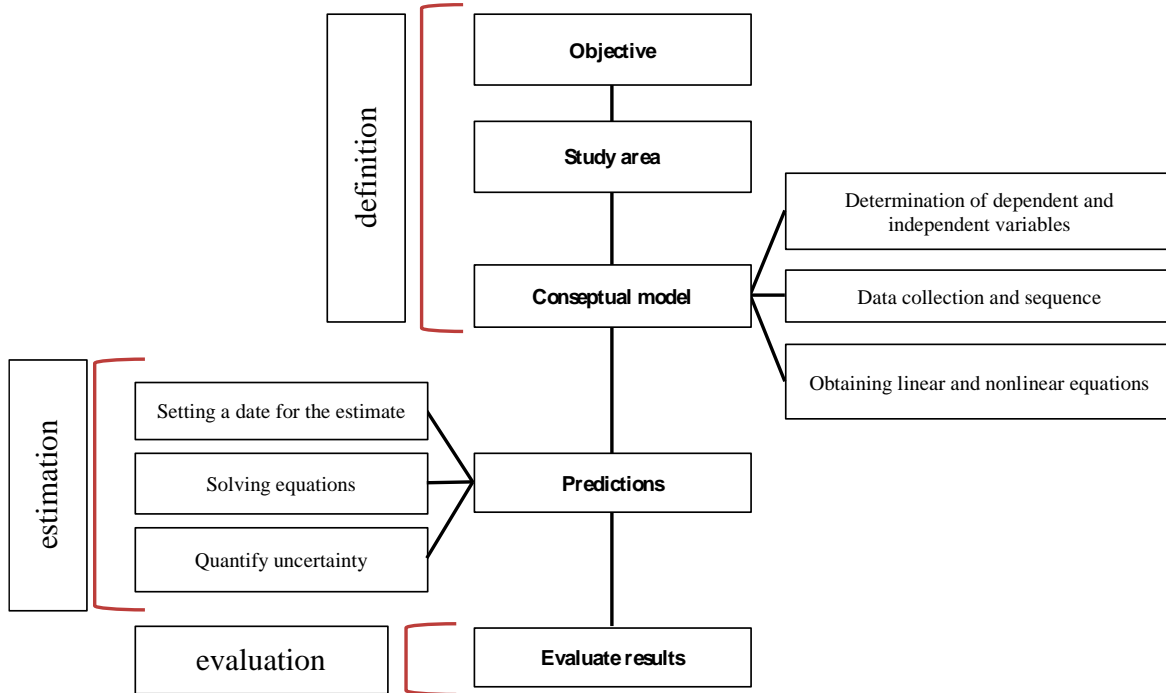 definition
Objective
Study area
Conseptual model
Determination of dependent and
independent variables
Data collection and sequence
Obtaining linear and nonlinear equations
estimation
Setting a date for the estimate
Solving equations
Quantify uncertainty
Predictions
evaluation
Evaluate results